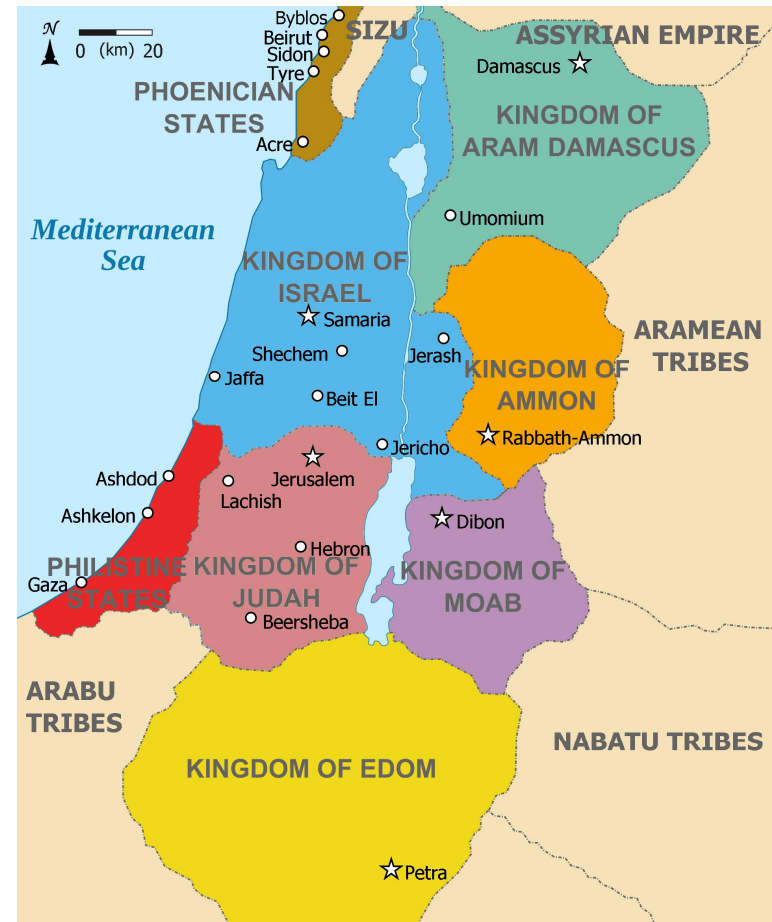 N
0 (km) 20
Byblos
Beirut
Sidon
Tyre
SIZU
ASSYRIAN EMPIRE
Damascus
PHOENICIAN
STATES
KINGDOM OF
ARAM DAMASCUS
Acre
Umomium
Mediterranean
Sea
KINGDOM OF
ISRAEL
Samaria
Shechem
Jerash
ARAMEAN
TRIBES
Jaffa
Beit El
KINGDOM OF
AMMON
Rabbath-Ammon
Jericho
Jerusalem
Ashdod
Lachish
Ashkelon
Dibon
Hebron
PHILISTINE
STATES
Gaza
KINGDOM OF
JUDAH
KINGDOM OF
MOAB
Beersheba
ARABU
TRIBES
NABATU TRIBES
KINGDOM OF EDOM
Petra